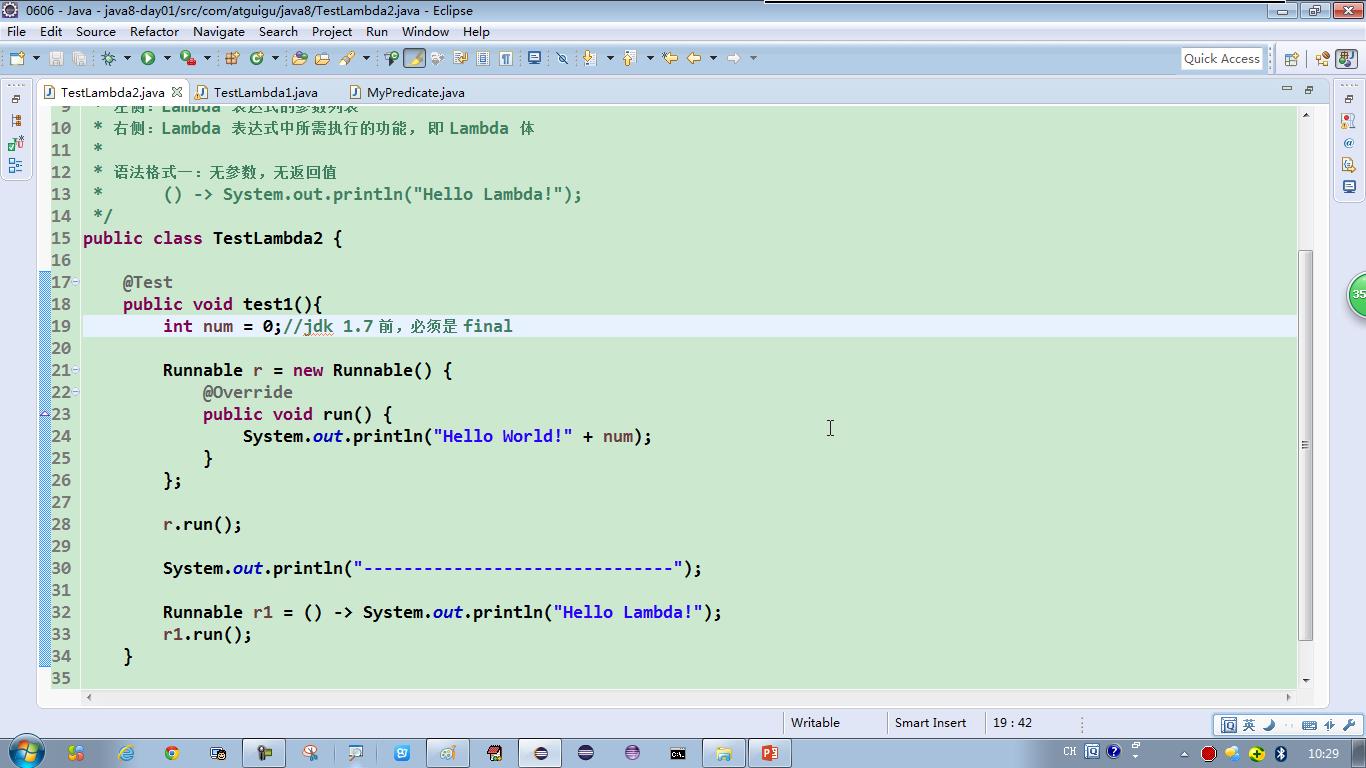 0606 - Java - java8-day01/src/com/atguigu/java8/TestLambda2.java - Eclipse
File Edit Source Refactor Navigate Search Project Run Window Help
Quick Access
TestLambda2.java TestLambda1.java MyPredicate.java
9 * 左侧：Lambda 表达式的参数列表
10 * 右侧：Lambda 表达式中所需执行的功能，即 Lambda 体
11 *
12 * 语法格式一：无参数，无返回值
13 * () -> System.out.println("Hello Lambda!");
14 */
15 public class TestLambda2 {
16
17 @Test
18 public void test1(){
19 int num = 0;//jdk 1.7 前，必须是 final
20
21 Runnable r = new Runnable() {
22 @Override
23 public void run() {
24 System.out.println("Hello World!" + num);
25 }
26 };
27
28 r.run();
29
30 System.out.println("-------------------------------");
31
32 Runnable r1 = () -> System.out.println("Hello Lambda!");
33 r1.run();
34 }
35
35
Writable Smart Insert 19 : 42
英
CH
10:29